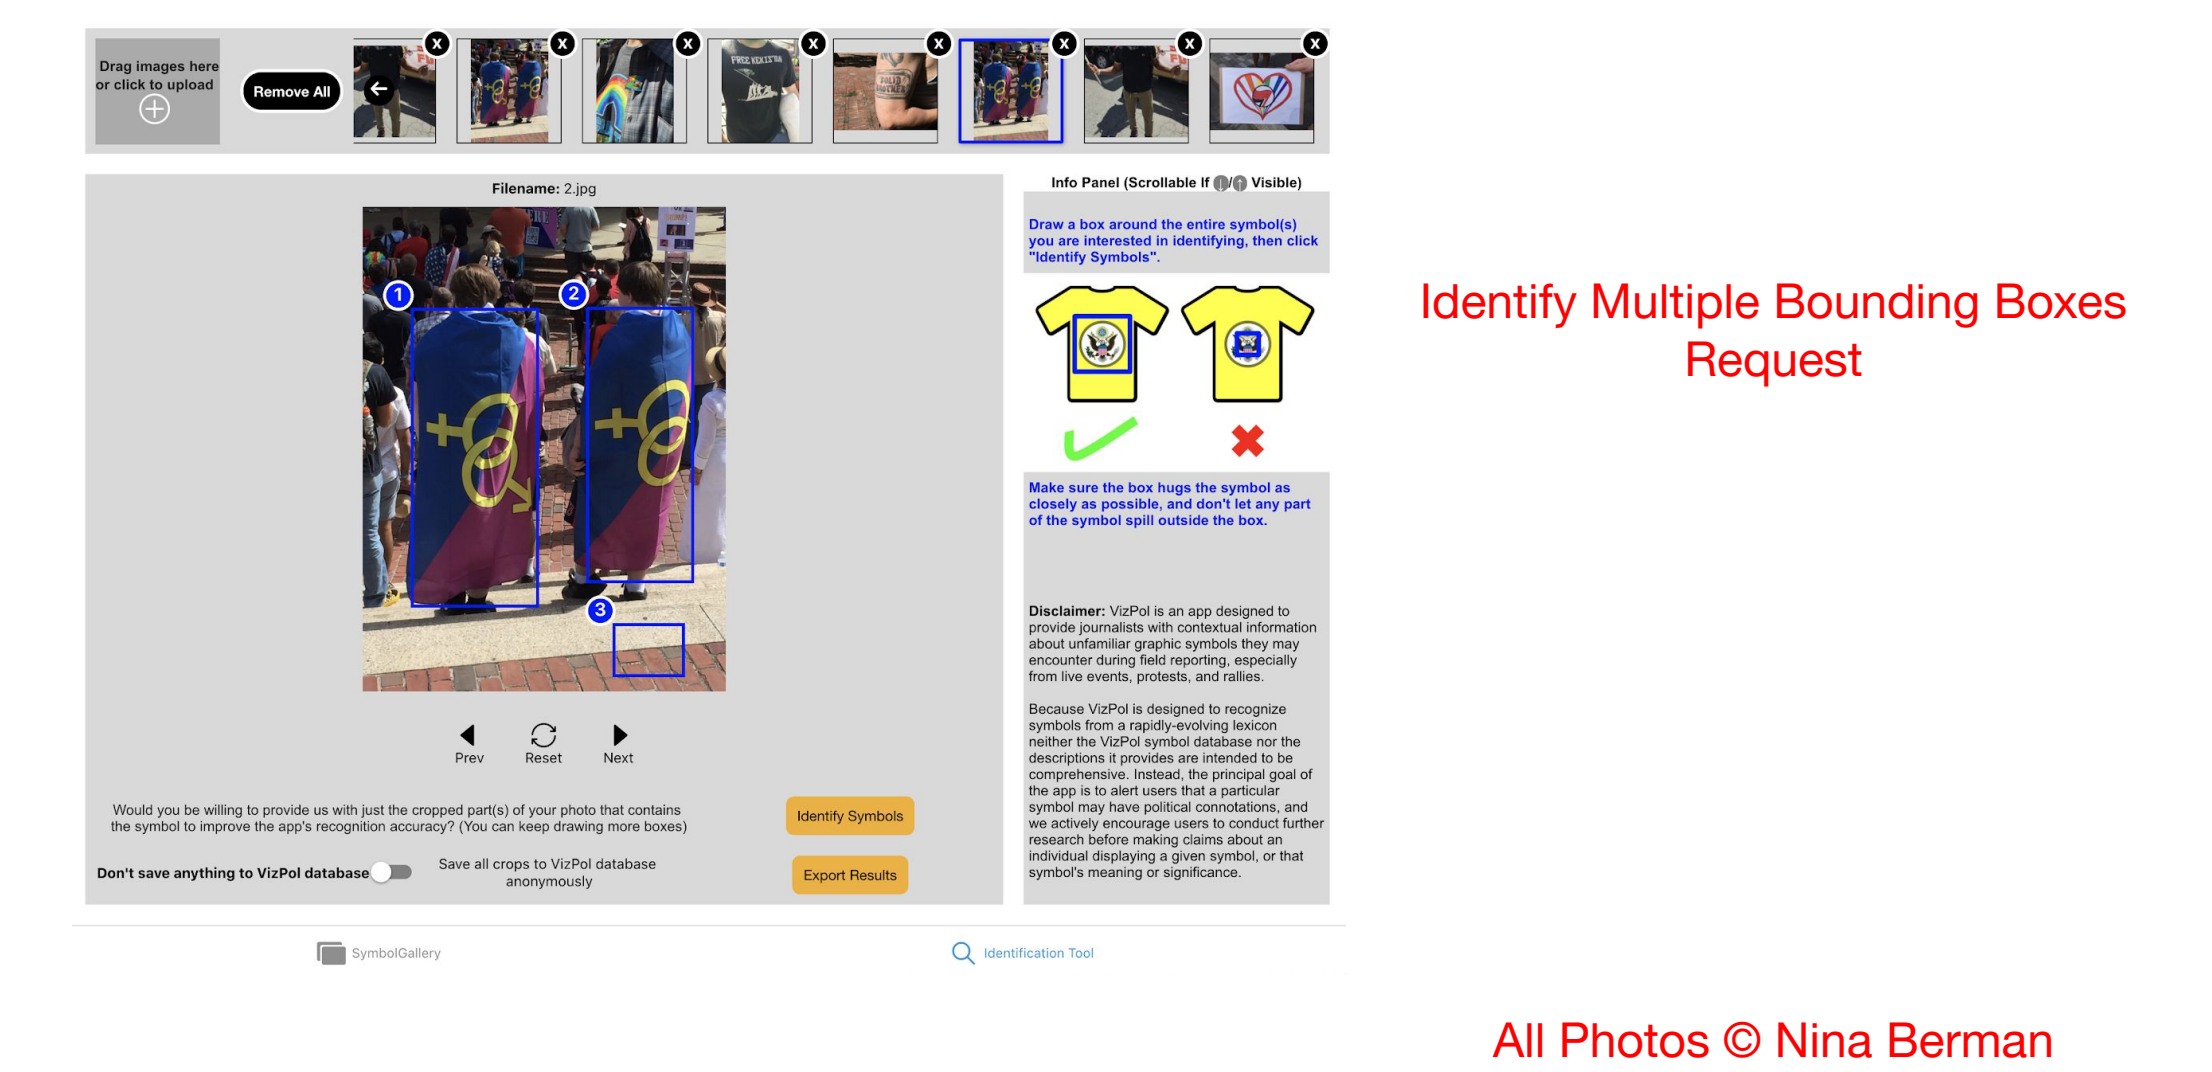 Drag images here
or click to upload
Remove All
X
X
X
X
X
X
X
X
FREE KEKISTAN
SOLID
Filename: 2.jpg
1
2
3
Prev
Reset
Next
Would you be willing to provide us with just the cropped part(s) of your photo that contains
the symbol to improve the app's recognition accuracy? (You can keep drawing more boxes)
Don't save anything to VizPol database
Save all crops to VizPol database
anonymously
Identify Symbols
Export Results
Info Panel (Scrollable If ↓/↑ Visible)
Draw a box around the entire symbol(s)
you are interested in identifying, then click
"Identify Symbols".
Make sure the box hugs the symbol as
closely as possible, and don't let any part
of the symbol spill outside the box.
Disclaimer: VizPol is an app designed to
provide journalists with contextual information
about unfamiliar graphic symbols they may
encounter during field reporting, especially
from live events, protests, and rallies.
Because VizPol is designed to recognize
symbols from a rapidly-evolving lexicon
neither the VizPol symbol database nor the
descriptions it provides are intended to be
comprehensive. Instead, the principal goal of
the app is to alert users that a particular
symbol may have political connotations, and
we actively encourage users to conduct further
research before making claims about an
individual displaying a given symbol, or that
symbol's meaning or significance.
SymbolGallery
Identification Tool
Identify Multiple Bounding Boxes
Request
All Photos © Nina Berman